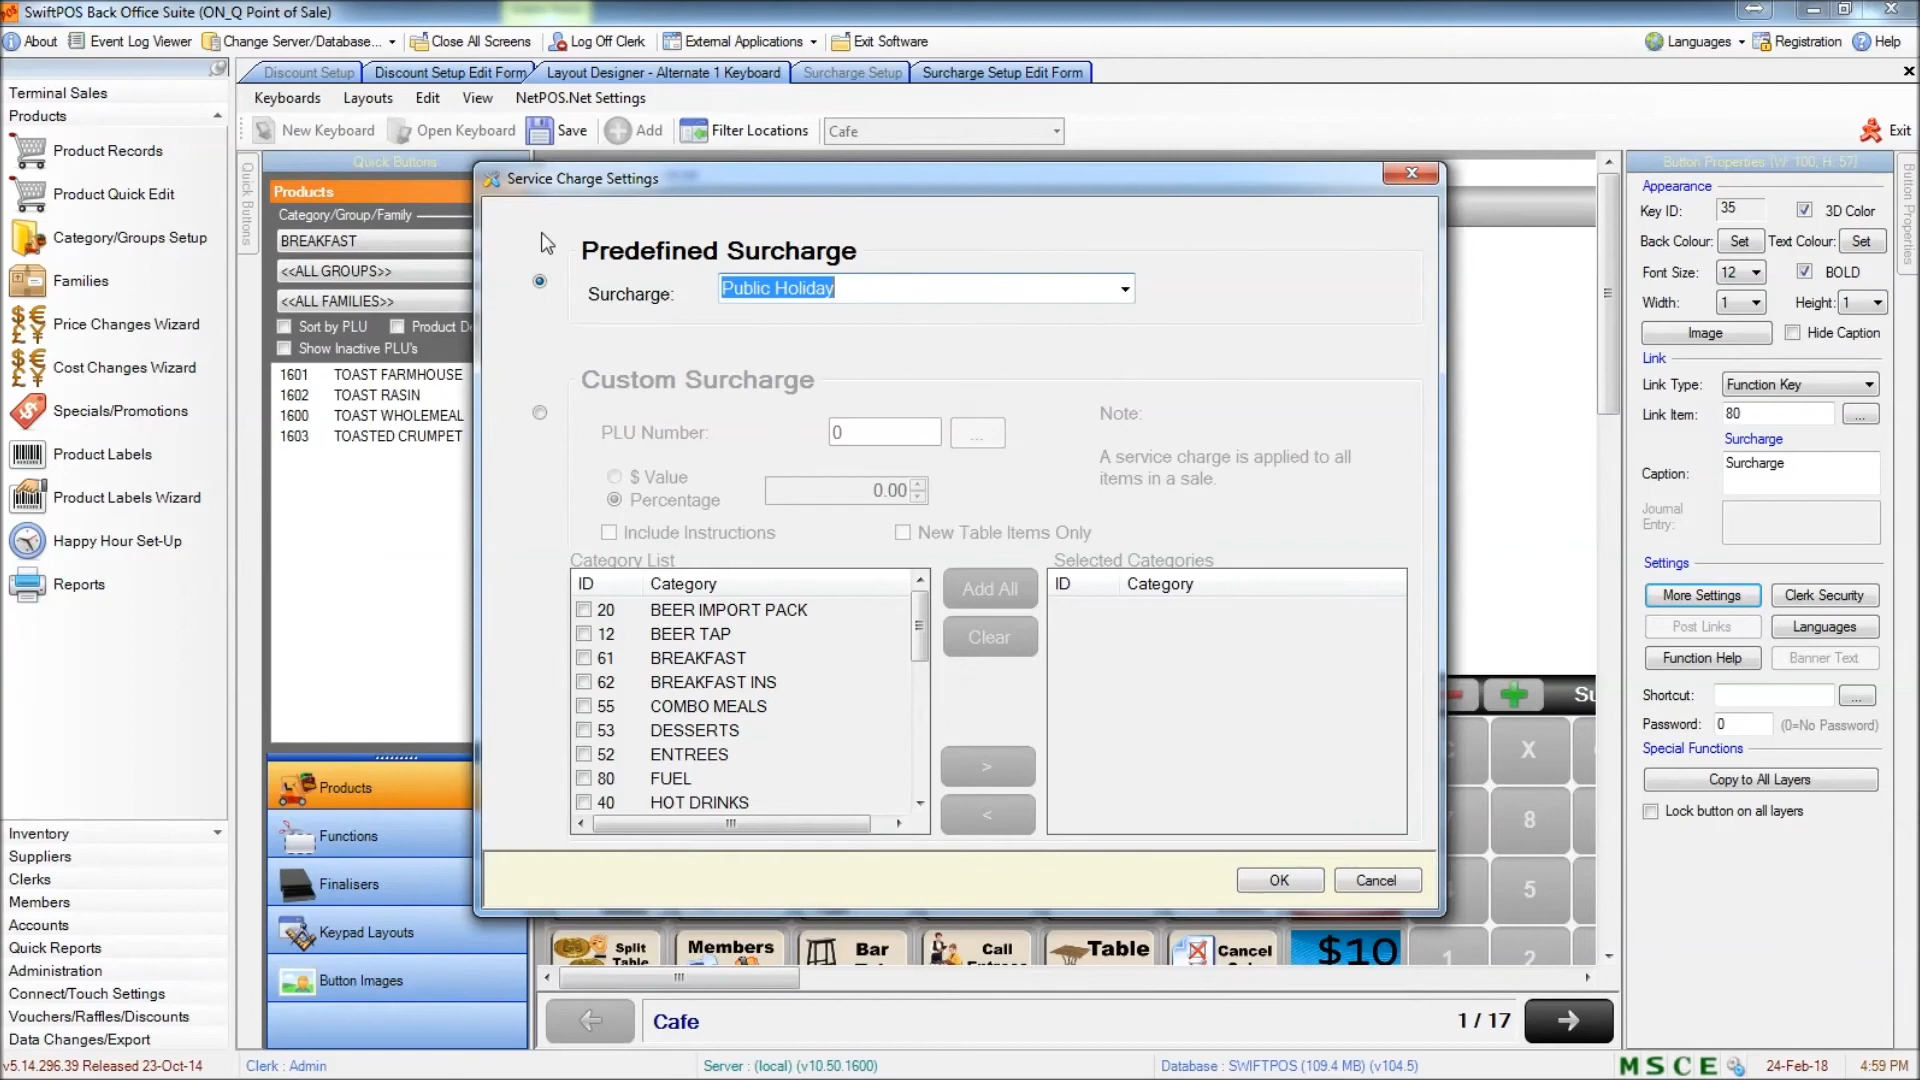 SwiftPOS Back Office Suite (ON_Q Point of Sale)
About
Event Log Viewer
Change Server/Database...
Close All Screens
Log Off Clerk
External Applications
Exit Software
Languages
Registration
Help
Discount Setup
Discount Setup Edit Form
Layout Designer - Alternate 1 Keyboard
Surcharge Setup
Surcharge Setup Edit Form
Keyboards
Layouts
Edit
View
NetPOS.Net Settings
New Keyboard
Open Keyboard
Save
Add
Filter Locations
Cafe
Exit
Terminal Sales
Products
Product Records
Product Quick Edit
Category/Groups Setup
Families
Price Changes Wizard
Cost Changes Wizard
Specials/Promotions
Product Labels
Product Labels Wizard
Happy Hour Set-Up
Reports
Inventory
Suppliers
Clerks
Members
Accounts
Quick Reports
Administration
Connect/Touch Settings
Vouchers/Raffles/Discounts
Data Changes/Export
Quick Buttons
Quick Buttons
Products
Category/Group/Family
BREAKFAST
<<ALL GROUPS>>
<<ALL FAMILIES>>
Sort by PLU
Product De
Show Inactive PLU's
1601 TOAST FARMHOUSE
1602 TOAST RASIN
1600 TOAST WHOLEMEAL
1603 TOASTED CRUMPET
Products
Functions
Finalisers
Keypad Layouts
Button Images
Service Charge Settings
Predefined Surcharge
Surcharge: Public Holiday
Custom Surcharge
PLU Number: 0 ...
Note:
A service charge is applied to all
items in a sale.
$ Value
Percentage
0.00
Include Instructions
New Table Items Only
Category List
ID Category
20 BEER IMPORT PACK
12 BEER TAP
61 BREAKFAST
62 BREAKFAST INS
55 COMBO MEALS
53 DESSERTS
52 ENTREES
80 FUEL
40 HOT DRINKS
Add All
Clear
>
<
Selected Categories
ID Category
OK
Cancel
Su
X
8
5
1
2
Split
Table
Members
Bar
Call
Entrees
Table
Cancel
$10
Cafe
1 / 17
Button Properties (W: 100, H: 57)
Button Properties
Appearance
Key ID: 35
3D Color
Back Colour: Set
Text Colour: Set
Font Size: 12
BOLD
Width: 1
Height: 1
Image
Hide Caption
Link
Link Type: Function Key
Link Item: 80 ...
Surcharge
Caption: Surcharge
Journal
Entry:
Settings
More Settings
Clerk Security
Post Links
Languages
Function Help
Banner Text
Shortcut: ...
Password: 0 (0=No Password)
Special Functions
Copy to All Layers
Lock button on all layers
v5.14.296.39 Released 23-Oct-14
Clerk : Admin
Server : (local) (v10.50.1600)
Database : SWIFTPOS (109.4 MB) (v104.5)
M S C E
24-Feb-18
4:59 PM